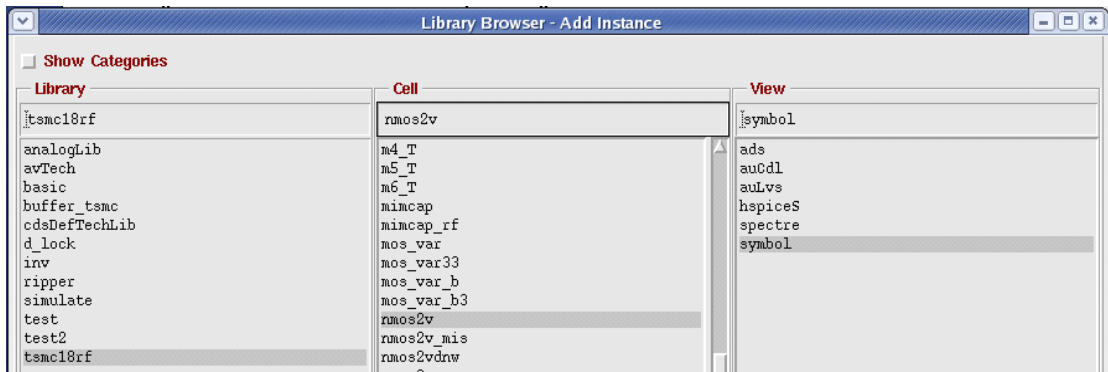 Library Browser - Add Instance
Show Categories
Library
Cell
View
tsmc18rf
nmos2v
symbol
analogLib
avTech
basic
buffer_tsmc
cdsDefTechLib
d_lock
inv
ripper
simulate
test
test2
tsmc18rf
m4_T
m5_T
m6_T
mimcap
mimcap_rf
mos_var
mos_var33
mos_var_b
mos_var_b3
nmos2v
nmos2v_mis
nmos2vdnw
ads
auCdl
auLvs
hspiceS
spectre
symbol